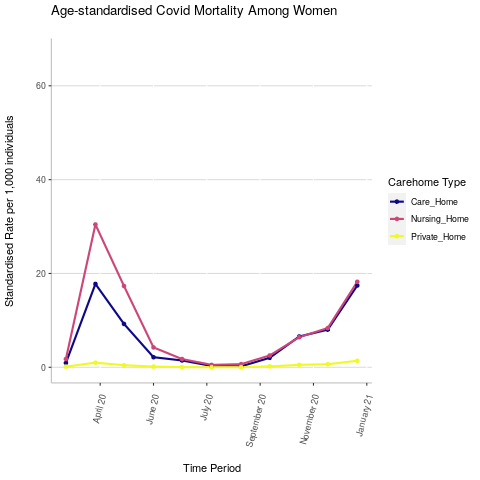 Age-standardised Covid Mortality Among Women
Standardised Rate per 1,000 individuals
60
40
20
0
April 20
June 20
July 20
September 20
November 20
January 21
Time Period
Carehome Type
Care_Home
Nursing_Home
Private_Home